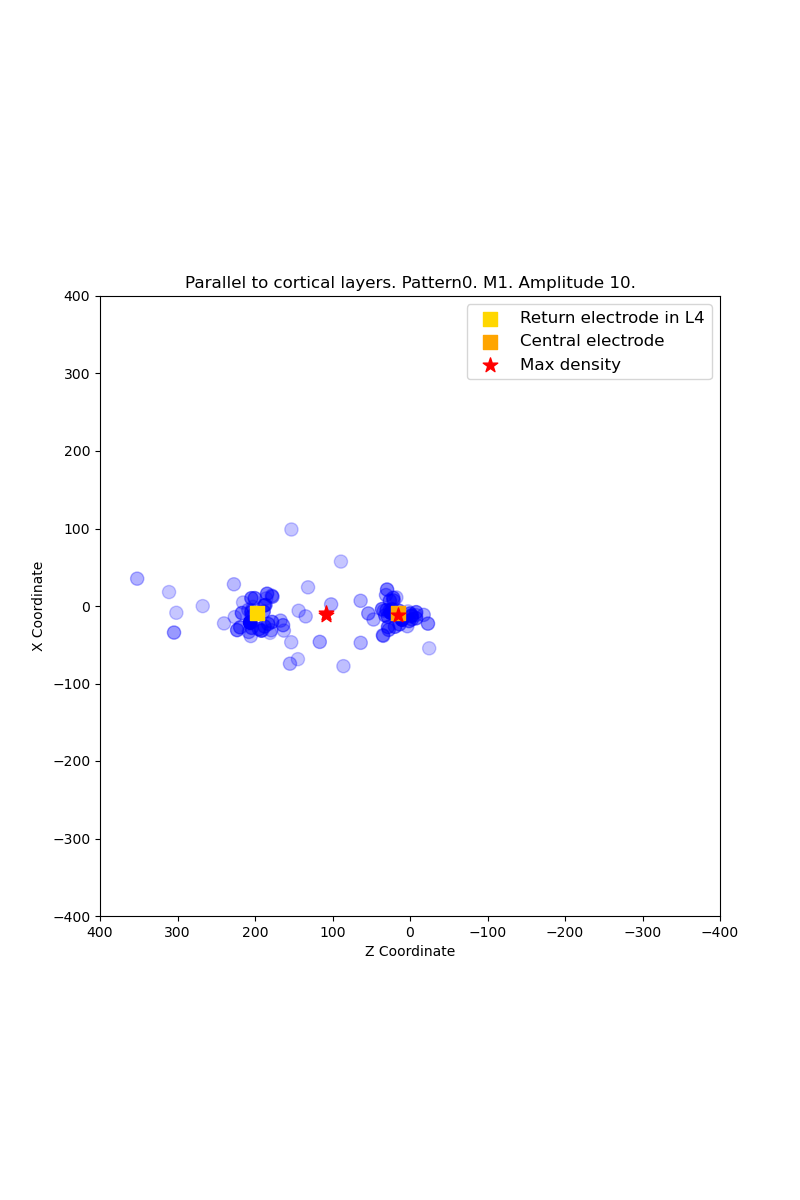 Parallel to cortical layers. Pattern0. M1. Amplitude 10.
Return electrode in L4
Central electrode
Max density
400
300
200
100
0
−100
−200
−300
−400
X Coordinate
400 300 200 100 0 −100 −200 −300 −400
Z Coordinate